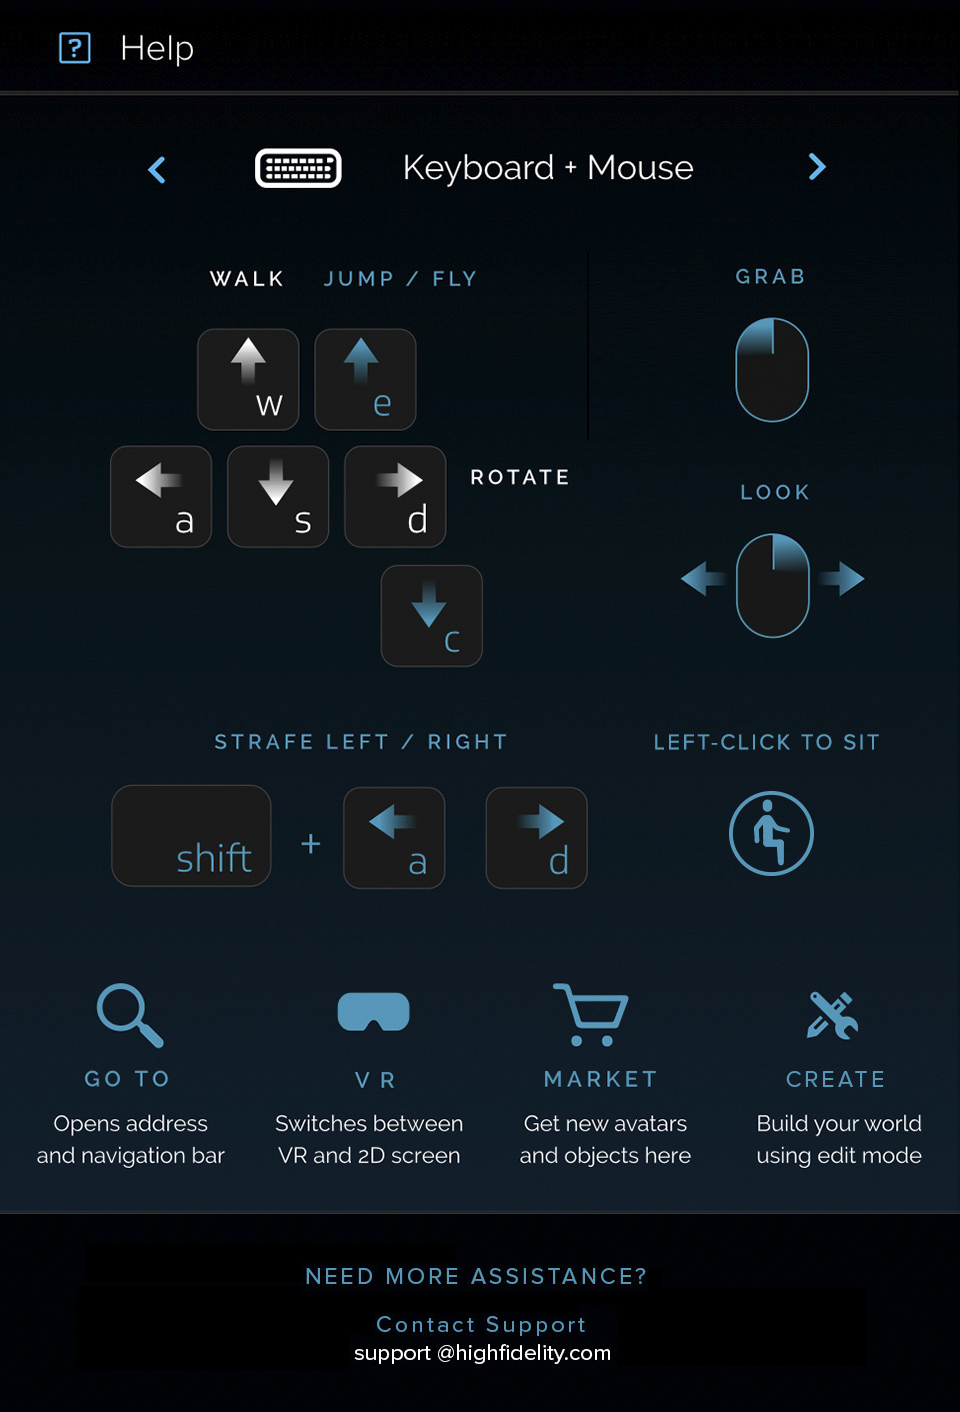 ? Help
Keyboard + Mouse
WALK JUMP / FLY
w e
a s d ROTATE
c
GRAB
LOOK
STRAFE LEFT / RIGHT
shift + a d
LEFT-CLICK TO SIT
GO TO
Opens address
and navigation bar
VR
Switches between
VR and 2D screen
MARKET
Get new avatars
and objects here
CREATE
Build your world
using edit mode
NEED MORE ASSISTANCE?
Contact Support
support @highfidelity.com